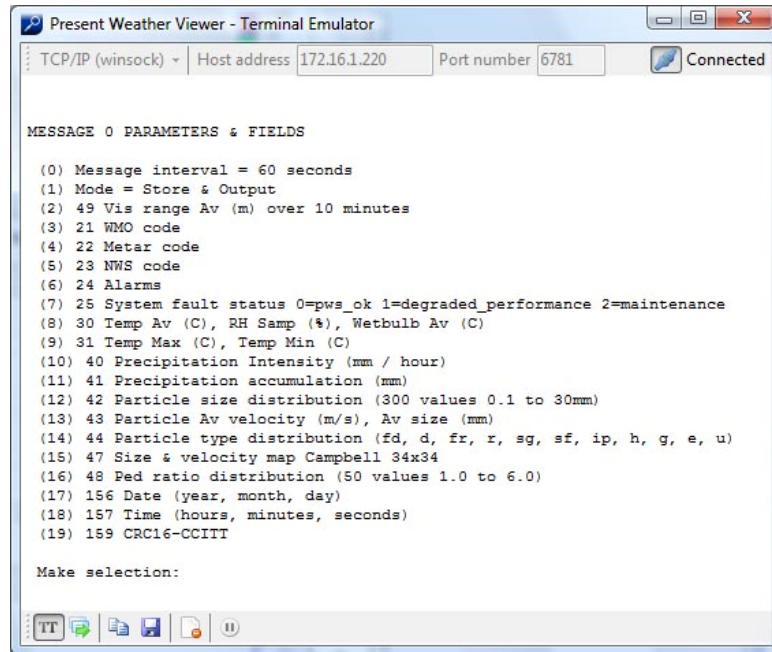 Present Weather Viewer - Terminal Emulator
TCP/IP (winsock) Host address 172.16.1.220 Port number 6781 Connected
MESSAGE 0 PARAMETERS & FIELDS
(0) Message interval = 60 seconds
(1) Mode = Store & Output
(2) 49 Vis range Av (m) over 10 minutes
(3) 21 WMO code
(4) 22 Metar code
(5) 23 NWS code
(6) 24 Alarms
(7) 25 System fault status 0=pws_ok 1=degraded_performance 2=maintenance
(8) 30 Temp Av (C), RH Samp (%), Wetbulb Av (C)
(9) 31 Temp Max (C), Temp Min (C)
(10) 40 Precipitation Intensity (mm / hour)
(11) 41 Precipitation accumulation (mm)
(12) 42 Particle size distribution (300 values 0.1 to 30mm)
(13) 43 Particle Av velocity (m/s), Av size (mm)
(14) 44 Particle type distribution (fd, d, fr, r, sg, sf, ip, h, g, e, u)
(15) 47 Size & velocity map Campbell 34x34
(16) 48 Ped ratio distribution (50 values 1.0 to 6.0)
(17) 156 Date (year, month, day)
(18) 157 Time (hours, minutes, seconds)
(19) 159 CRC16-CCITT
Make selection:
TT